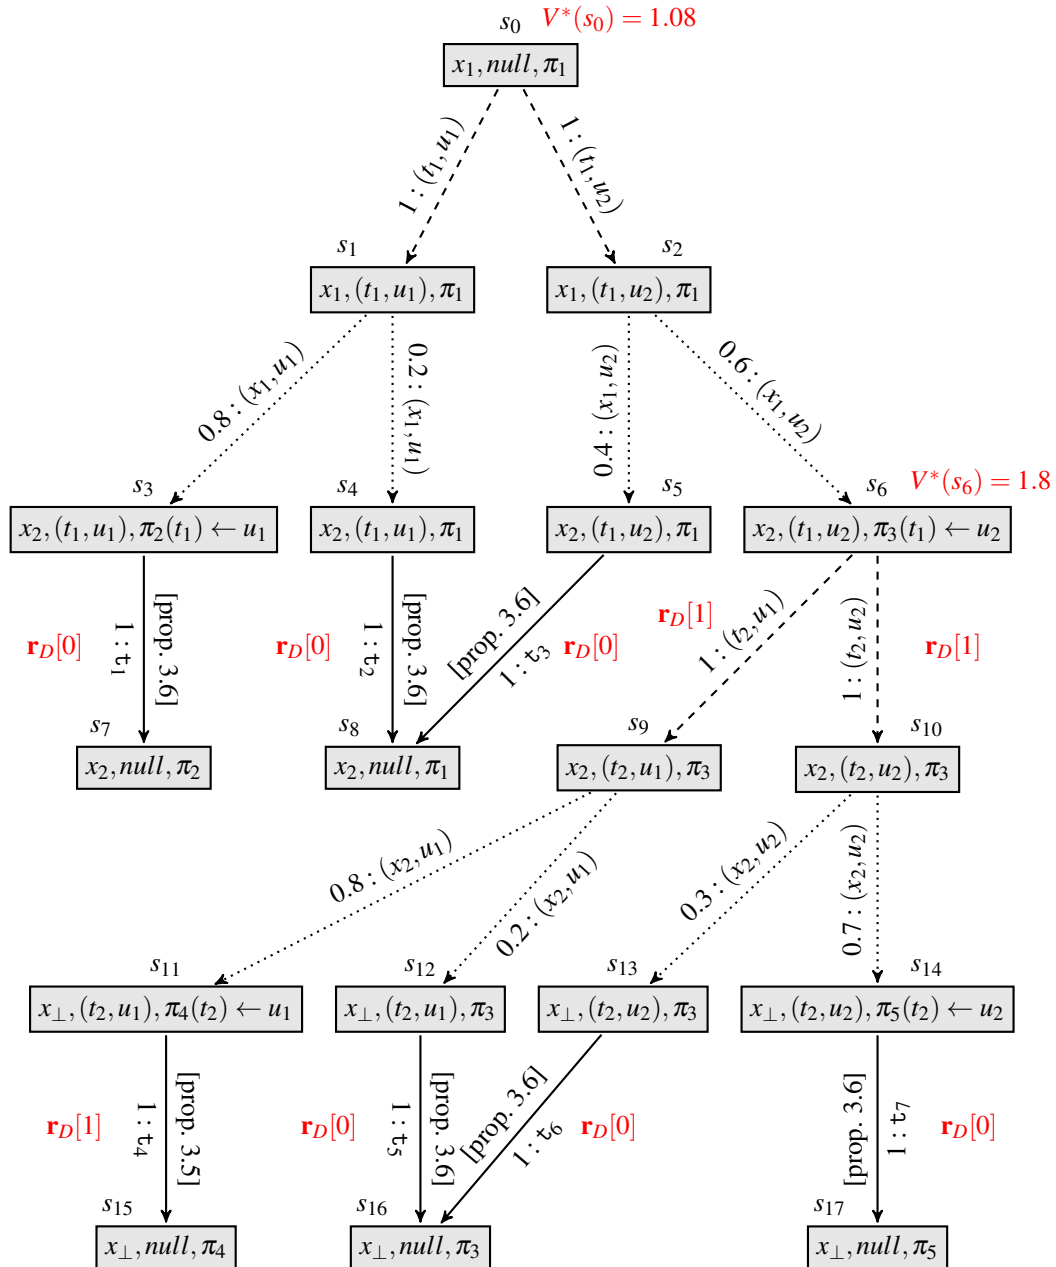 s₀ V*(s₀) = 1.08
x₁, null, π₁
1 : (t₁, u₁)
1 : (t₁, u₂)
s₁
s₂
x₁, (t₁, u₁), π₁
x₁, (t₁, u₂), π₁
0.8 : (x₁, u₁)
0.2 : (x₁, u₁)
0.4 : (x₁, u₂)
0.6 : (x₁, u₂)
s₃
s₄
s₅
s₆ V*(s₆) = 1.8
x₂, (t₁, u₁), π₂(t₁) ← u₁
x₂, (t₁, u₁), π₁
x₂, (t₁, u₂), π₁
x₂, (t₁, u₂), π₃(t₁) ← u₂
r_D[0]
1 : t₁
[prop. 3.6]
r_D[0]
1 : t₂
[prop. 3.6]
[prop. 3.6]
1 : t₃
r_D[0]
r_D[1]
1 : (t₂, u₁)
1 : (t₂, u₂)
r_D[1]
s₇
s₈
s₉
s₁₀
x₂, null, π₂
x₂, null, π₁
x₂, (t₂, u₁), π₃
x₂, (t₂, u₂), π₃
0.8 : (x₂, u₁)
0.2 : (x₂, u₁)
0.3 : (x₂, u₂)
0.7 : (x₂, u₂)
s₁₁
s₁₂
s₁₃
s₁₄
x⊥, (t₂, u₁), π₄(t₂) ← u₁
x⊥, (t₂, u₁), π₃
x⊥, (t₂, u₂), π₃
x⊥, (t₂, u₂), π₅(t₂) ← u₂
r_D[1]
1 : t₄
[prop. 3.5]
r_D[0]
1 : t₅
[prop. 3.6]
[prop. 3.6]
1 : t₆
r_D[0]
[prop. 3.6]
1 : t₇
r_D[0]
s₁₅
s₁₆
s₁₇
x⊥, null, π₄
x⊥, null, π₃
x⊥, null, π₅